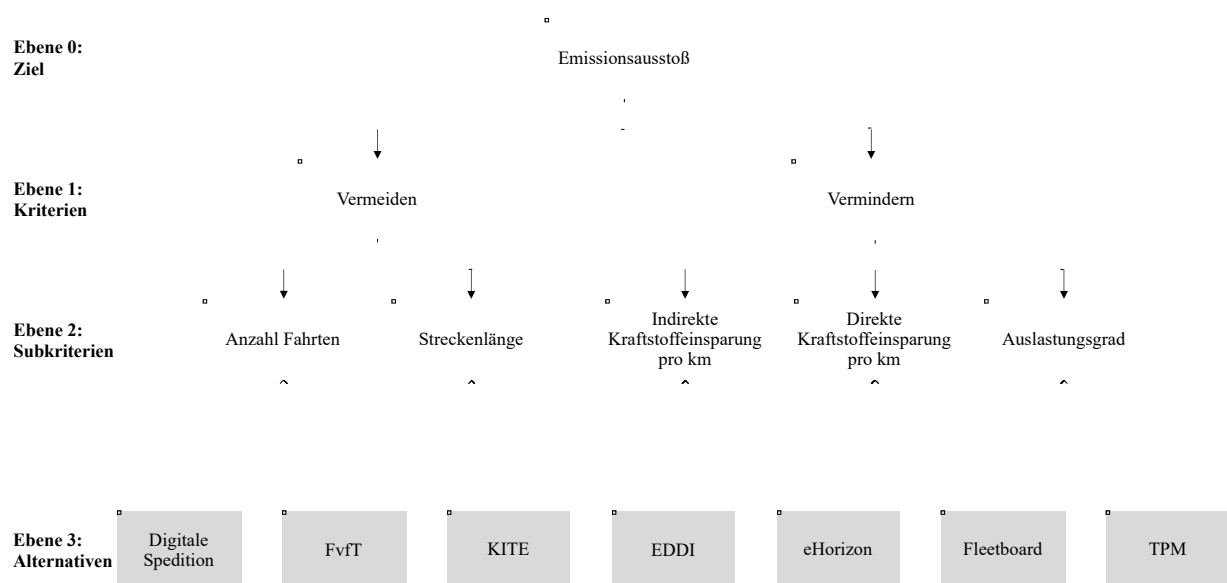 Ebene 0:
Ziel
Emissionsausstoß
Ebene 1:
Kriterien
Vermeiden
Vermindern
Ebene 2:
Subkriterien
Anzahl Fahrten
Streckenlänge
Indirekte
Kraftstoffeinsparung
pro km
Direkte
Kraftstoffeinsparung
pro km
Auslastungsgrad
Ebene 3:
Alternativen
Digitale
Spedition
FvfT
KITE
EDDI
eHorizon
Fleetboard
TPM